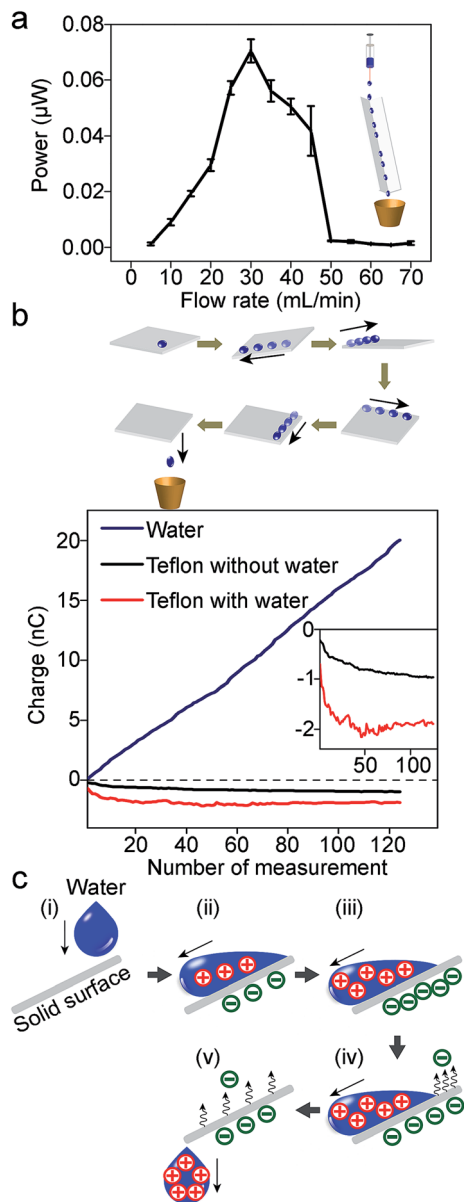 a
0.08
0.06
0.04
0.02
0.00
Power (µW)
0 10 20 30 40 50 60 70
Flow rate (mL/min)
b
Water
Teflon without water
Teflon with water
20
15
10
5
0
Charge (nC)
0
-1
-2
50 100
20 40 60 80 100 120
Number of measurement
c
Water
(i)
Solid surface
(ii)
(iii)
(v)
(iv)